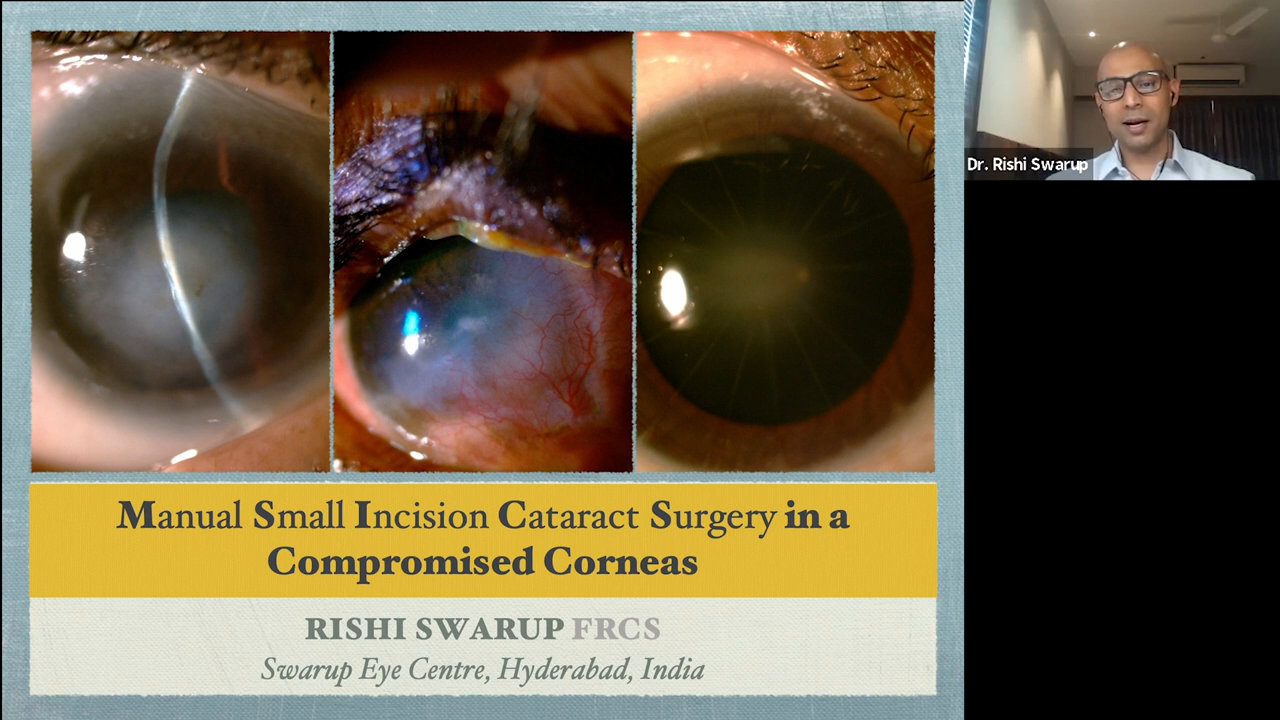 Dr. Rishi Swarup
Manual Small Incision Cataract Surgery in a
Compromised Corneas
RISHI SWARUP FRCS
Swarup Eye Centre, Hyderabad, India